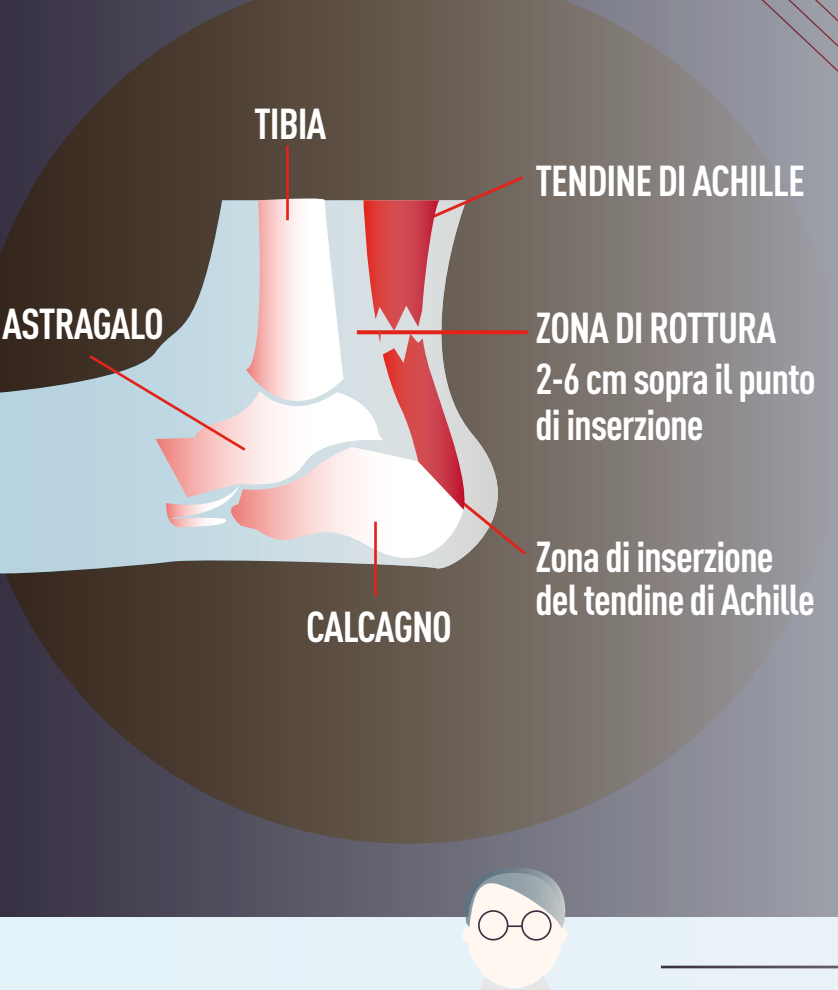 TIBIA
TENDINE DI ACHILLE
ASTRAGALO
ZONA DI ROTTURA
2-6 cm sopra il punto
di inserzione
Zona di inserzione
del tendine di Achille
CALCAGNO